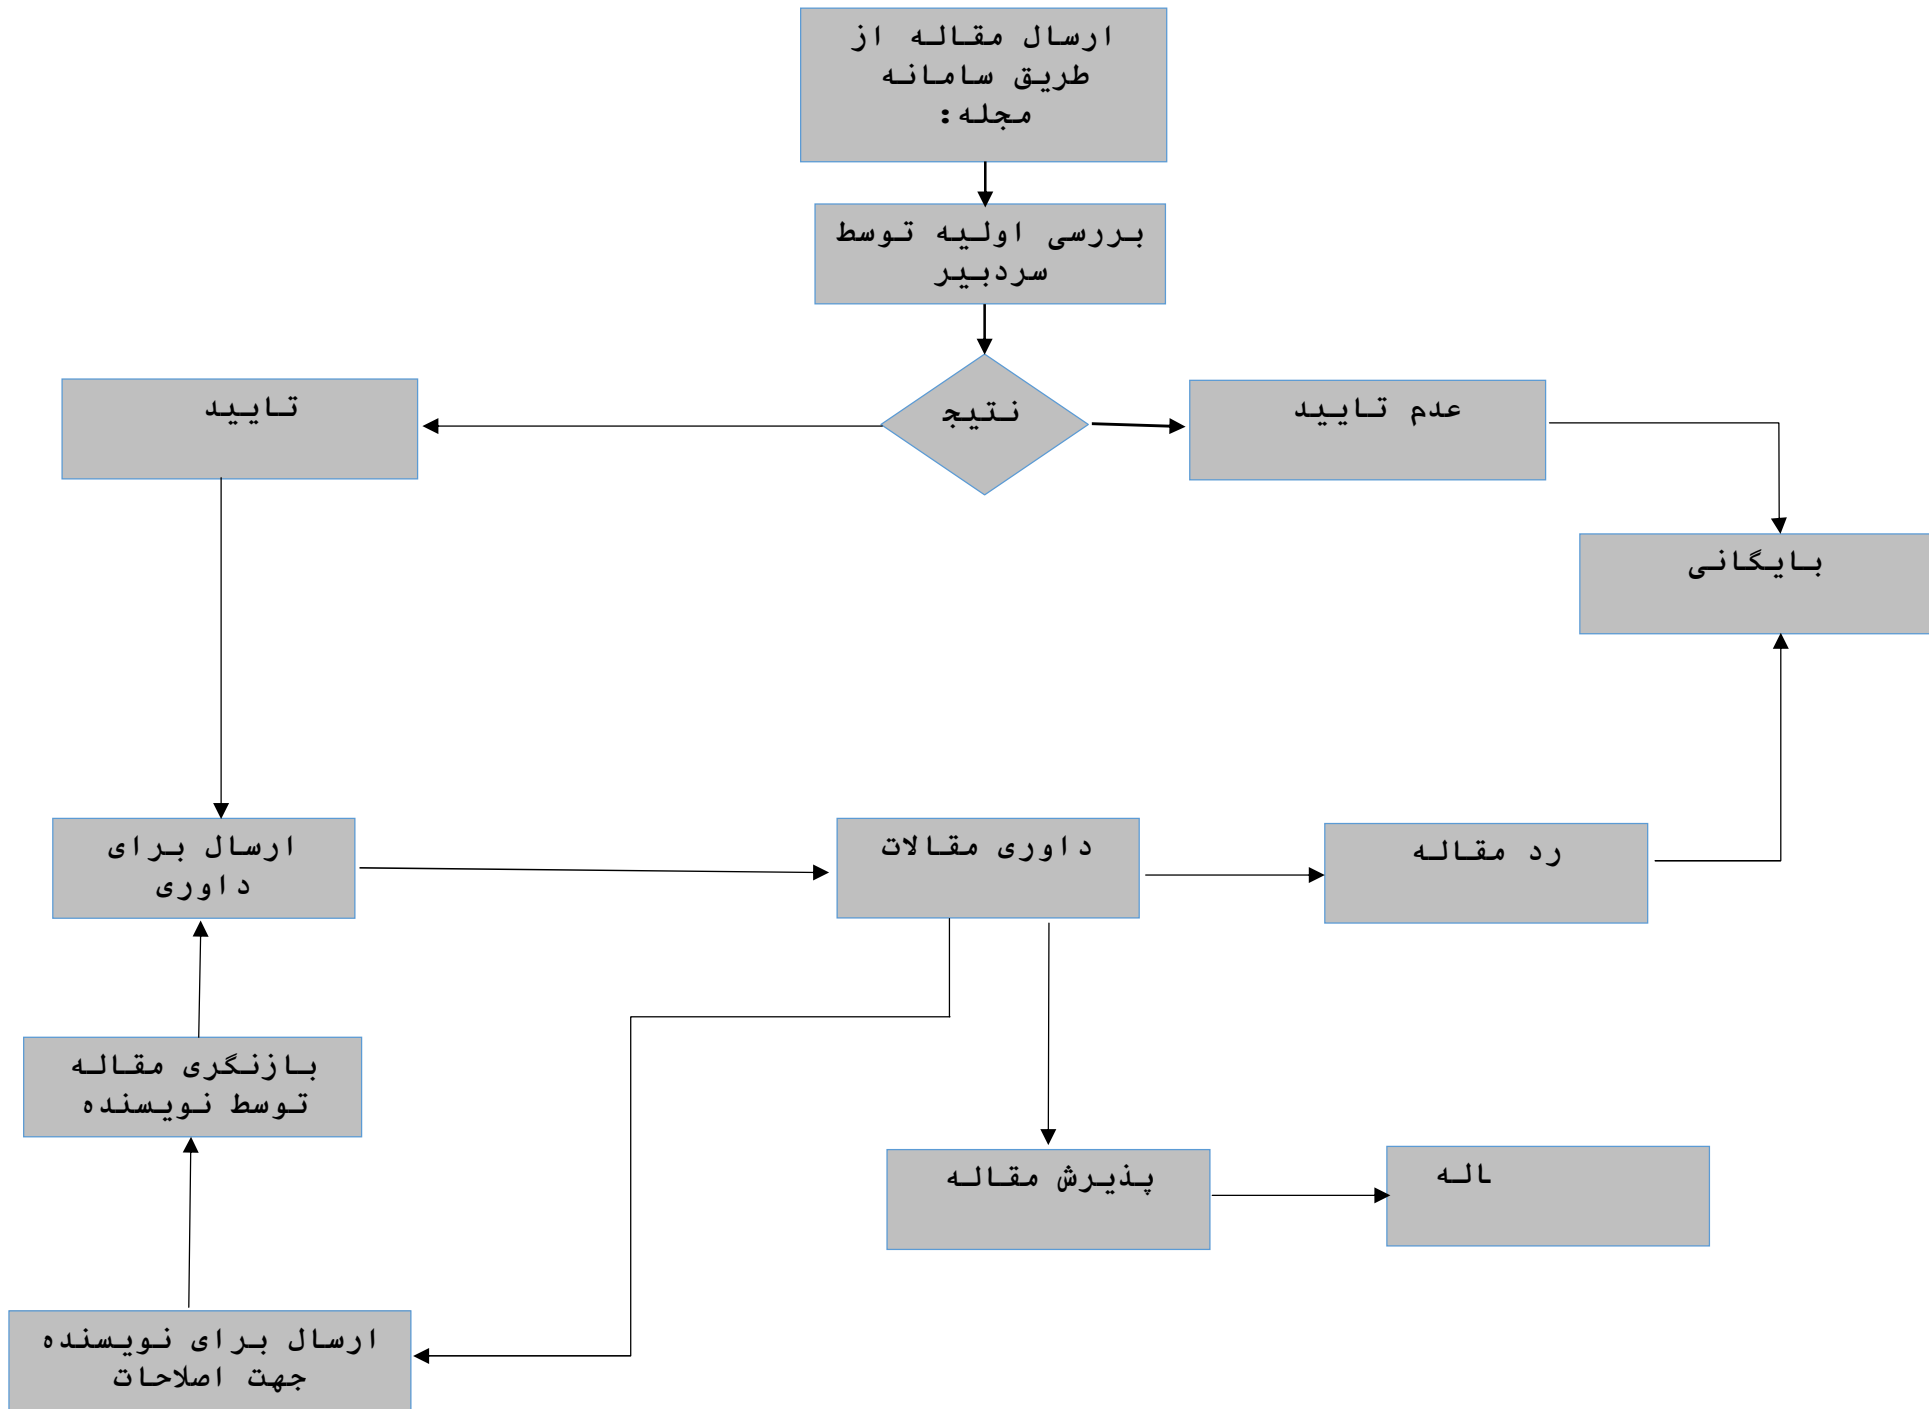 ارسال مقاله از
طریق سامانه
مجله:
بررسی اولیه توسط
سردبیر
نتیج
عدم تایید
تایید
بایگانی
ارسال برای
داوری
داوری مقالات
رد مقاله
بازنگری مقاله
توسط نویسنده
پذیرش مقاله
ـاله
ارسال برای نویسنده
جهت اصلاحات